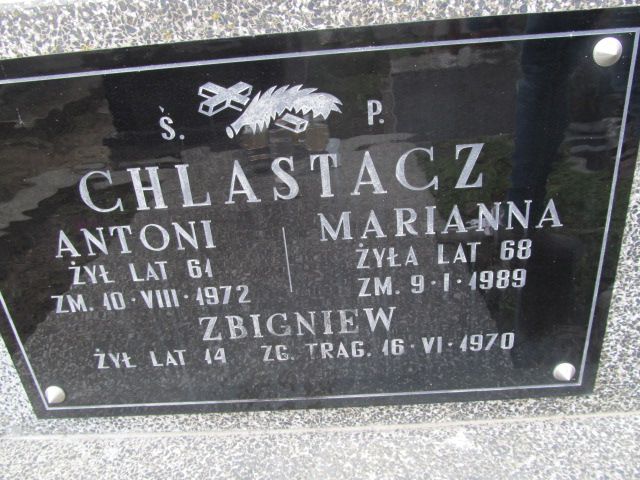 Ś. P.
CHLASTACZ
ANTONI
ŻYŁ LAT 61
ZM. 10·VIII·1972
MARIANNA
ŻYŁA LAT 68
ZM. 9·I·1989
ZBIGNIEW
ŻYŁ LAT 14 ZG. TRAG. 16·VI·1970